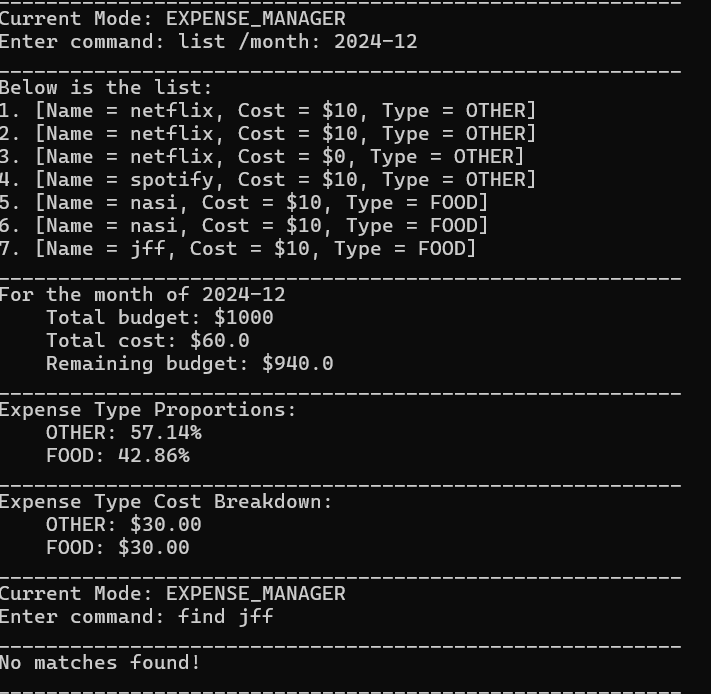 Current Mode: EXPENSE_MANAGER
Enter command: list /month: 2024-12
Below is the list:
1. [Name = netflix, Cost = $10, Type = OTHER]
2. [Name = netflix, Cost = $10, Type = OTHER]
3. [Name = netflix, Cost = $0, Type = OTHER]
4. [Name = spotify, Cost = $10, Type = OTHER]
5. [Name = nasi, Cost = $10, Type = FOOD]
6. [Name = nasi, Cost = $10, Type = FOOD]
7. [Name = jff, Cost = $10, Type = FOOD]
For the month of 2024-12
Total budget: $1000
Total cost: $60.0
Remaining budget: $940.0
Expense Type Proportions:
OTHER: 57.14%
FOOD: 42.86%
Expense Type Cost Breakdown:
OTHER: $30.00
FOOD: $30.00
Current Mode: EXPENSE_MANAGER
Enter command: find jff
No matches found!